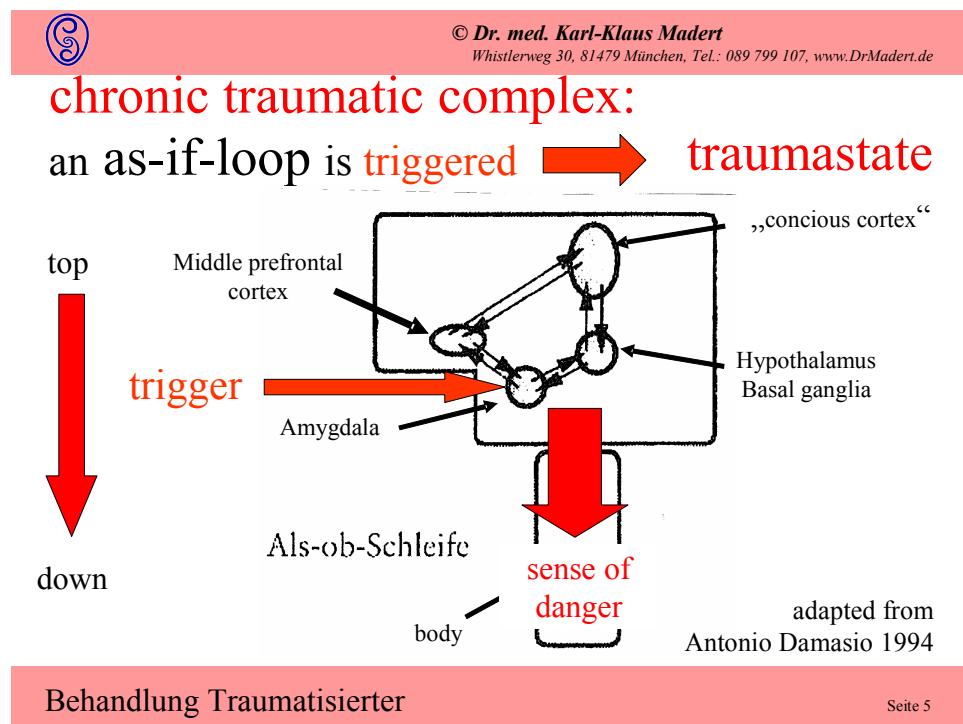 © Dr. med. Karl-Klaus Madert
Whistlerweg 30, 81479 München, Tel.: 089 799 107, www.DrMadert.de
chronic traumatic complex:
an as-if-loop is triggered
traumastate
„concious cortex“
top
Middle prefrontal
cortex
Hypothalamus
Basal ganglia
trigger
Amygdala
Als-ob-Schleife
sense of
danger
down
body
adapted from
Antonio Damasio 1994
Behandlung Traumatisierter
Seite 5